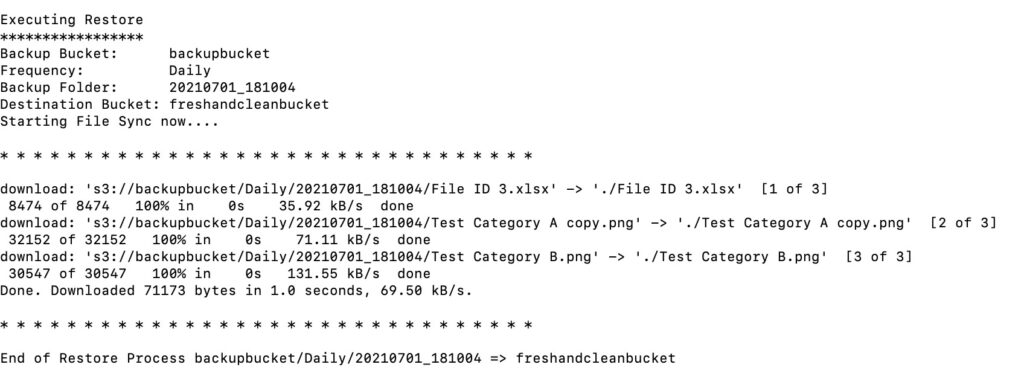 Executing Restore
*****************
Backup Bucket:      backupbucket
Frequency:          Daily
Backup Folder:      20210701_181004
Destination Bucket: freshandcleanbucket
Starting File Sync now....
* * * * * * * * * * * * * * * * * * * * * * * * * * * * * * * *
download: 's3://backupbucket/Daily/20210701_181004/File ID 3.xlsx' -> './File ID 3.xlsx'  [1 of 3]
 8474 of 8474   100% in    0s    35.92 kB/s  done
download: 's3://backupbucket/Daily/20210701_181004/Test Category A copy.png' -> './Test Category A copy.png'  [2 of 3]
 32152 of 32152   100% in    0s    71.11 kB/s  done
download: 's3://backupbucket/Daily/20210701_181004/Test Category B.png' -> './Test Category B.png'  [3 of 3]
 30547 of 30547   100% in    0s   131.55 kB/s  done
Done. Downloaded 71173 bytes in 1.0 seconds, 69.50 kB/s.
* * * * * * * * * * * * * * * * * * * * * * * * * * * * * * * *
End of Restore Process backupbucket/Daily/20210701_181004 => freshandcleanbucket